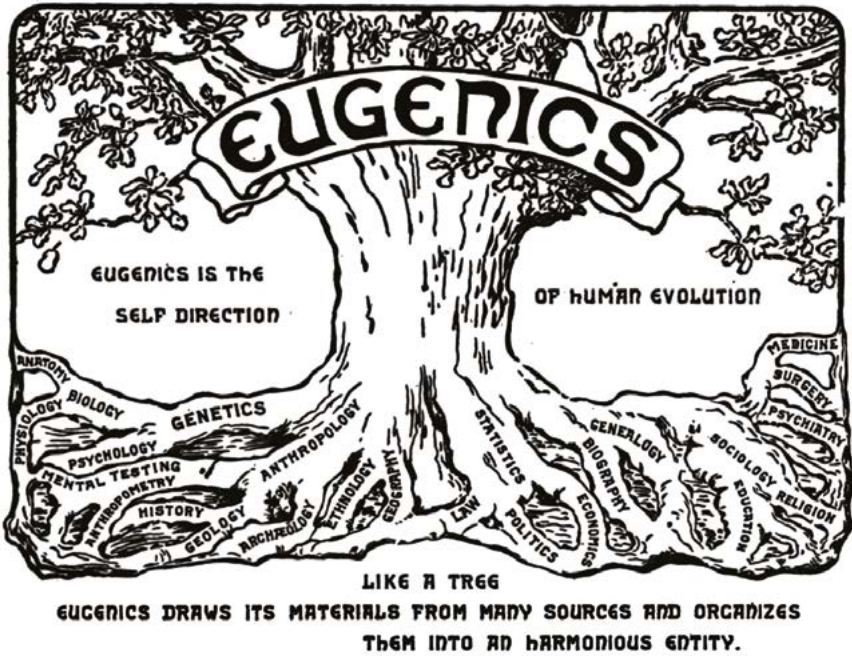 EUGENICS
EUGENICS IS THE
SELF DIRECTION
OF HUMAN EVOLUTION
ANATOMY
BIOLOGY
PHYSIOLOGY
GENETICS
PSYCHOLOGY
MENTAL TESTING
ANTHROPOMETRY
HISTORY
GEOLOGY
ANTHROPOLOGY
ARCHÆOLOGY
ETHNOLOGY
GEOGRAPHY
LAW
STATISTICS
POLITICS
ECONOMICS
BIOGRAPHY
GENEALOGY
SOCIOLOGY
EDUCATION
RELIGION
PSYCHIATRY
SURGERY
MEDICINE
LIKE A TREE
EUGENICS DRAWS ITS MATERIALS FROM MANY SOURCES AND ORGANIZES
THEM INTO AN HARMONIOUS ENTITY.